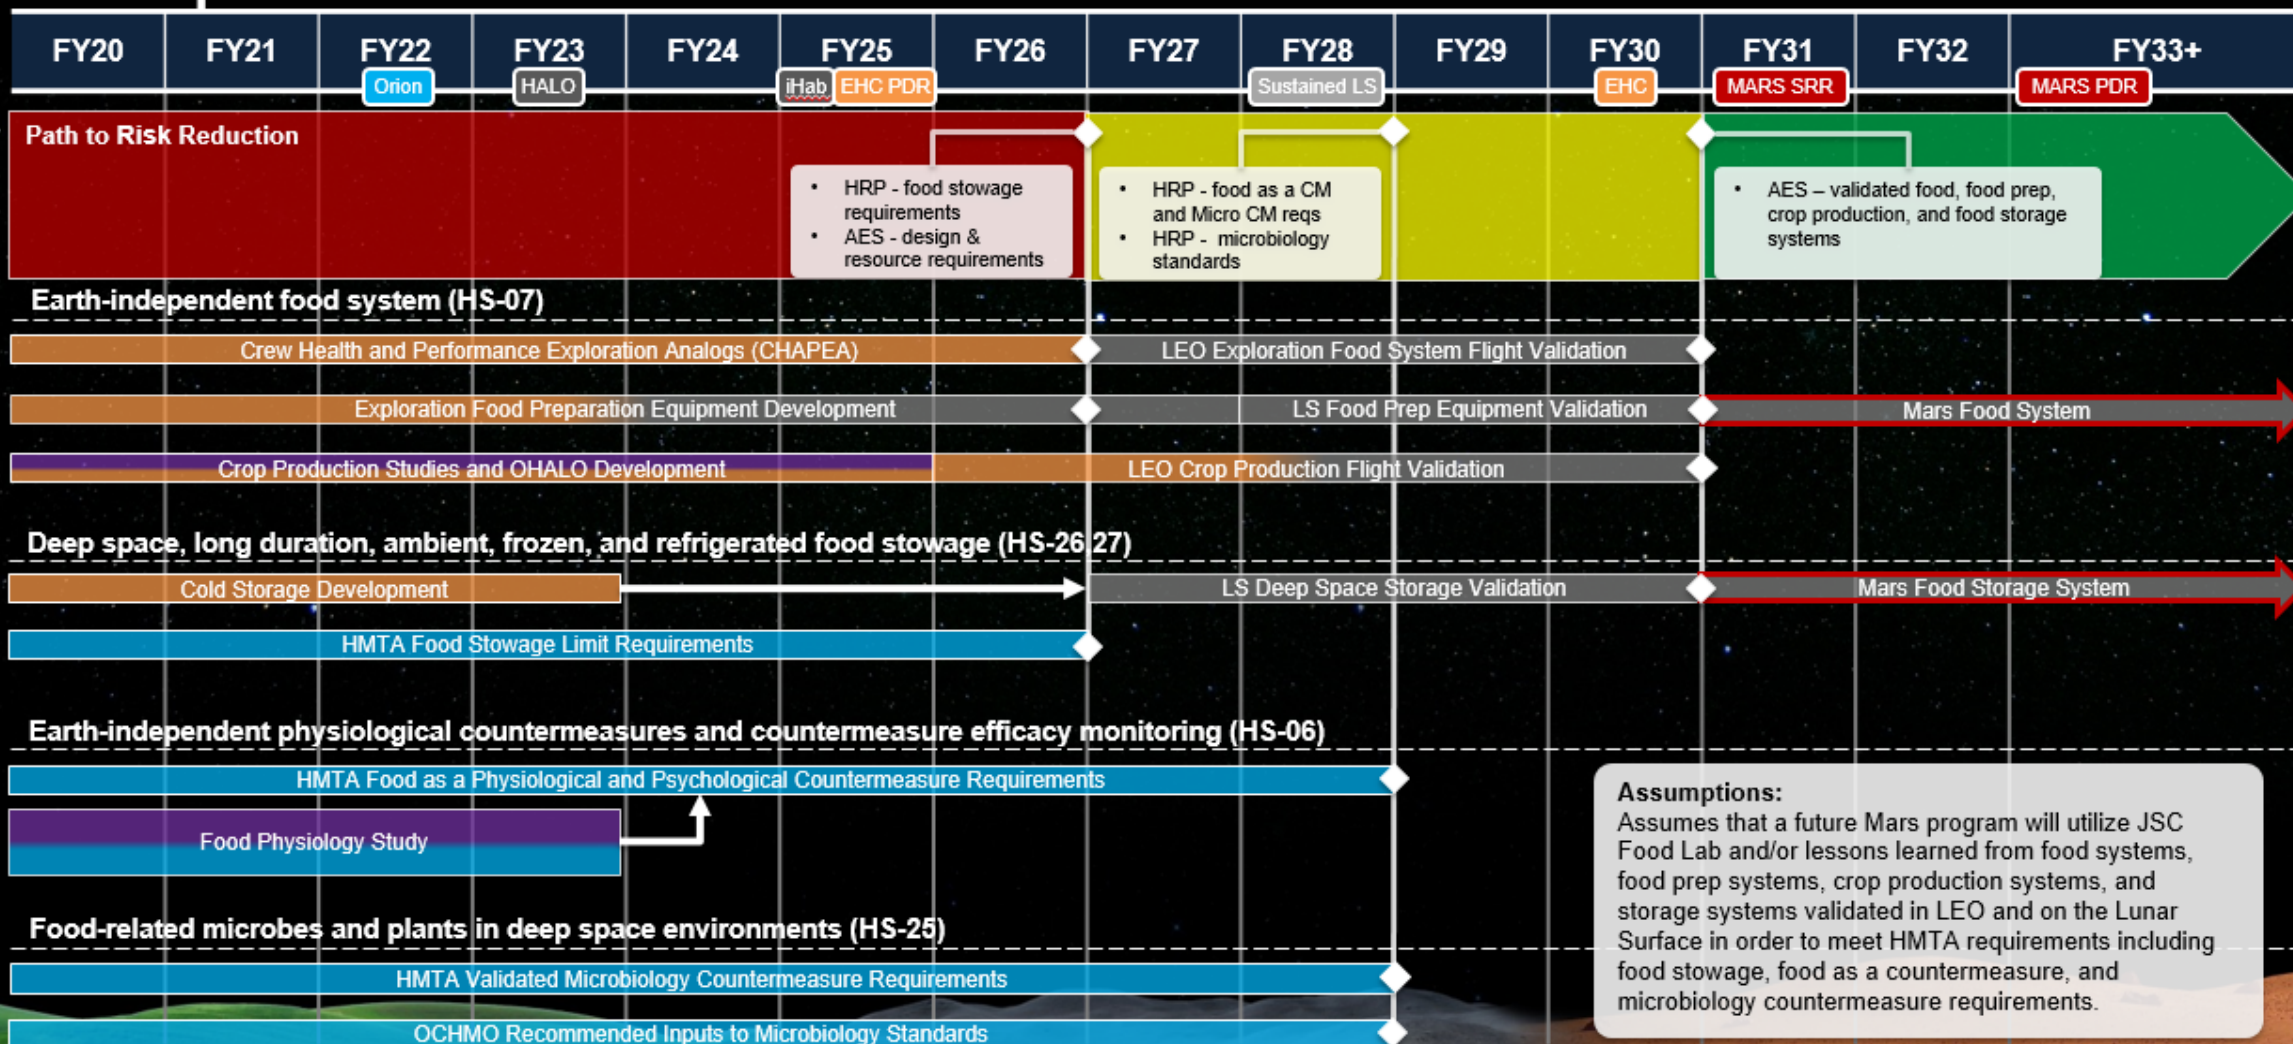 FY20 FY21 FY22 FY23 FY24 FY25 FY26 FY27 FY28 FY29 FY30 FY31 FY32 FY33+
Orion HALO iHab EHC PDR Sustained LS EHC MARS SRR MARS PDR
Path to Risk Reduction
• HRP - food stowage
requirements
• AES - design &
resource requirements
• HRP - food as a CM
and Micro CM reqs
• HRP - microbiology
standards
• AES – validated food, food prep,
crop production, and food storage
systems
Earth-independent food system (HS-07)
Crew Health and Performance Exploration Analogs (CHAPEA) LEO Exploration Food System Flight Validation
Exploration Food Preparation Equipment Development LS Food Prep Equipment Validation Mars Food System
Crop Production Studies and OHALO Development LEO Crop Production Flight Validation
Deep space, long duration, ambient, frozen, and refrigerated food stowage (HS-26,27)
Cold Storage Development LS Deep Space Storage Validation Mars Food Storage System
HMTA Food Stowage Limit Requirements
Earth-independent physiological countermeasures and countermeasure efficacy monitoring (HS-06)
HMTA Food as a Physiological and Psychological Countermeasure Requirements
Food Physiology Study
Food-related microbes and plants in deep space environments (HS-25)
HMTA Validated Microbiology Countermeasure Requirements
OCHMO Recommended Inputs to Microbiology Standards
Assumptions:
Assumes that a future Mars program will utilize JSC
Food Lab and/or lessons learned from food systems,
food prep systems, crop production systems, and
storage systems validated in LEO and on the Lunar
Surface in order to meet HMTA requirements including
food stowage, food as a countermeasure, and
microbiology countermeasure requirements.